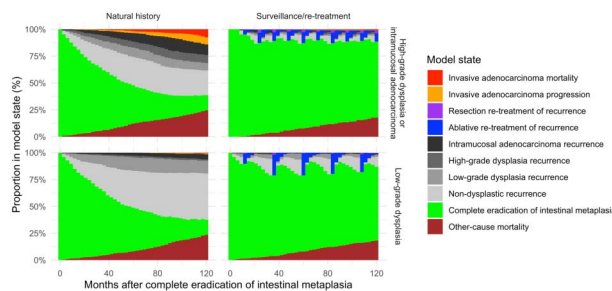 Natural history
Surveillance/re-treatment
100%
75%
50%
25%
0%
High-grade dysplasia or
intramucosal adenocarcinoma
100%
75%
50%
25%
0%
Low-grade dysplasia
0 40 80 120 0 40 80 120
Proportion in model state (%)
Months after complete eradication of intestinal metaplasia
Model state
Invasive adenocarcinoma mortality
Invasive adenocarcinoma progression
Resection re-treatment of recurrence
Ablative re-treatment of recurrence
Intramucosal adenocarcinoma recurrence
High-grade dysplasia recurrence
Low-grade dysplasia recurrence
Non-dysplastic recurrence
Complete eradication of intestinal metaplasi
Other-cause mortality